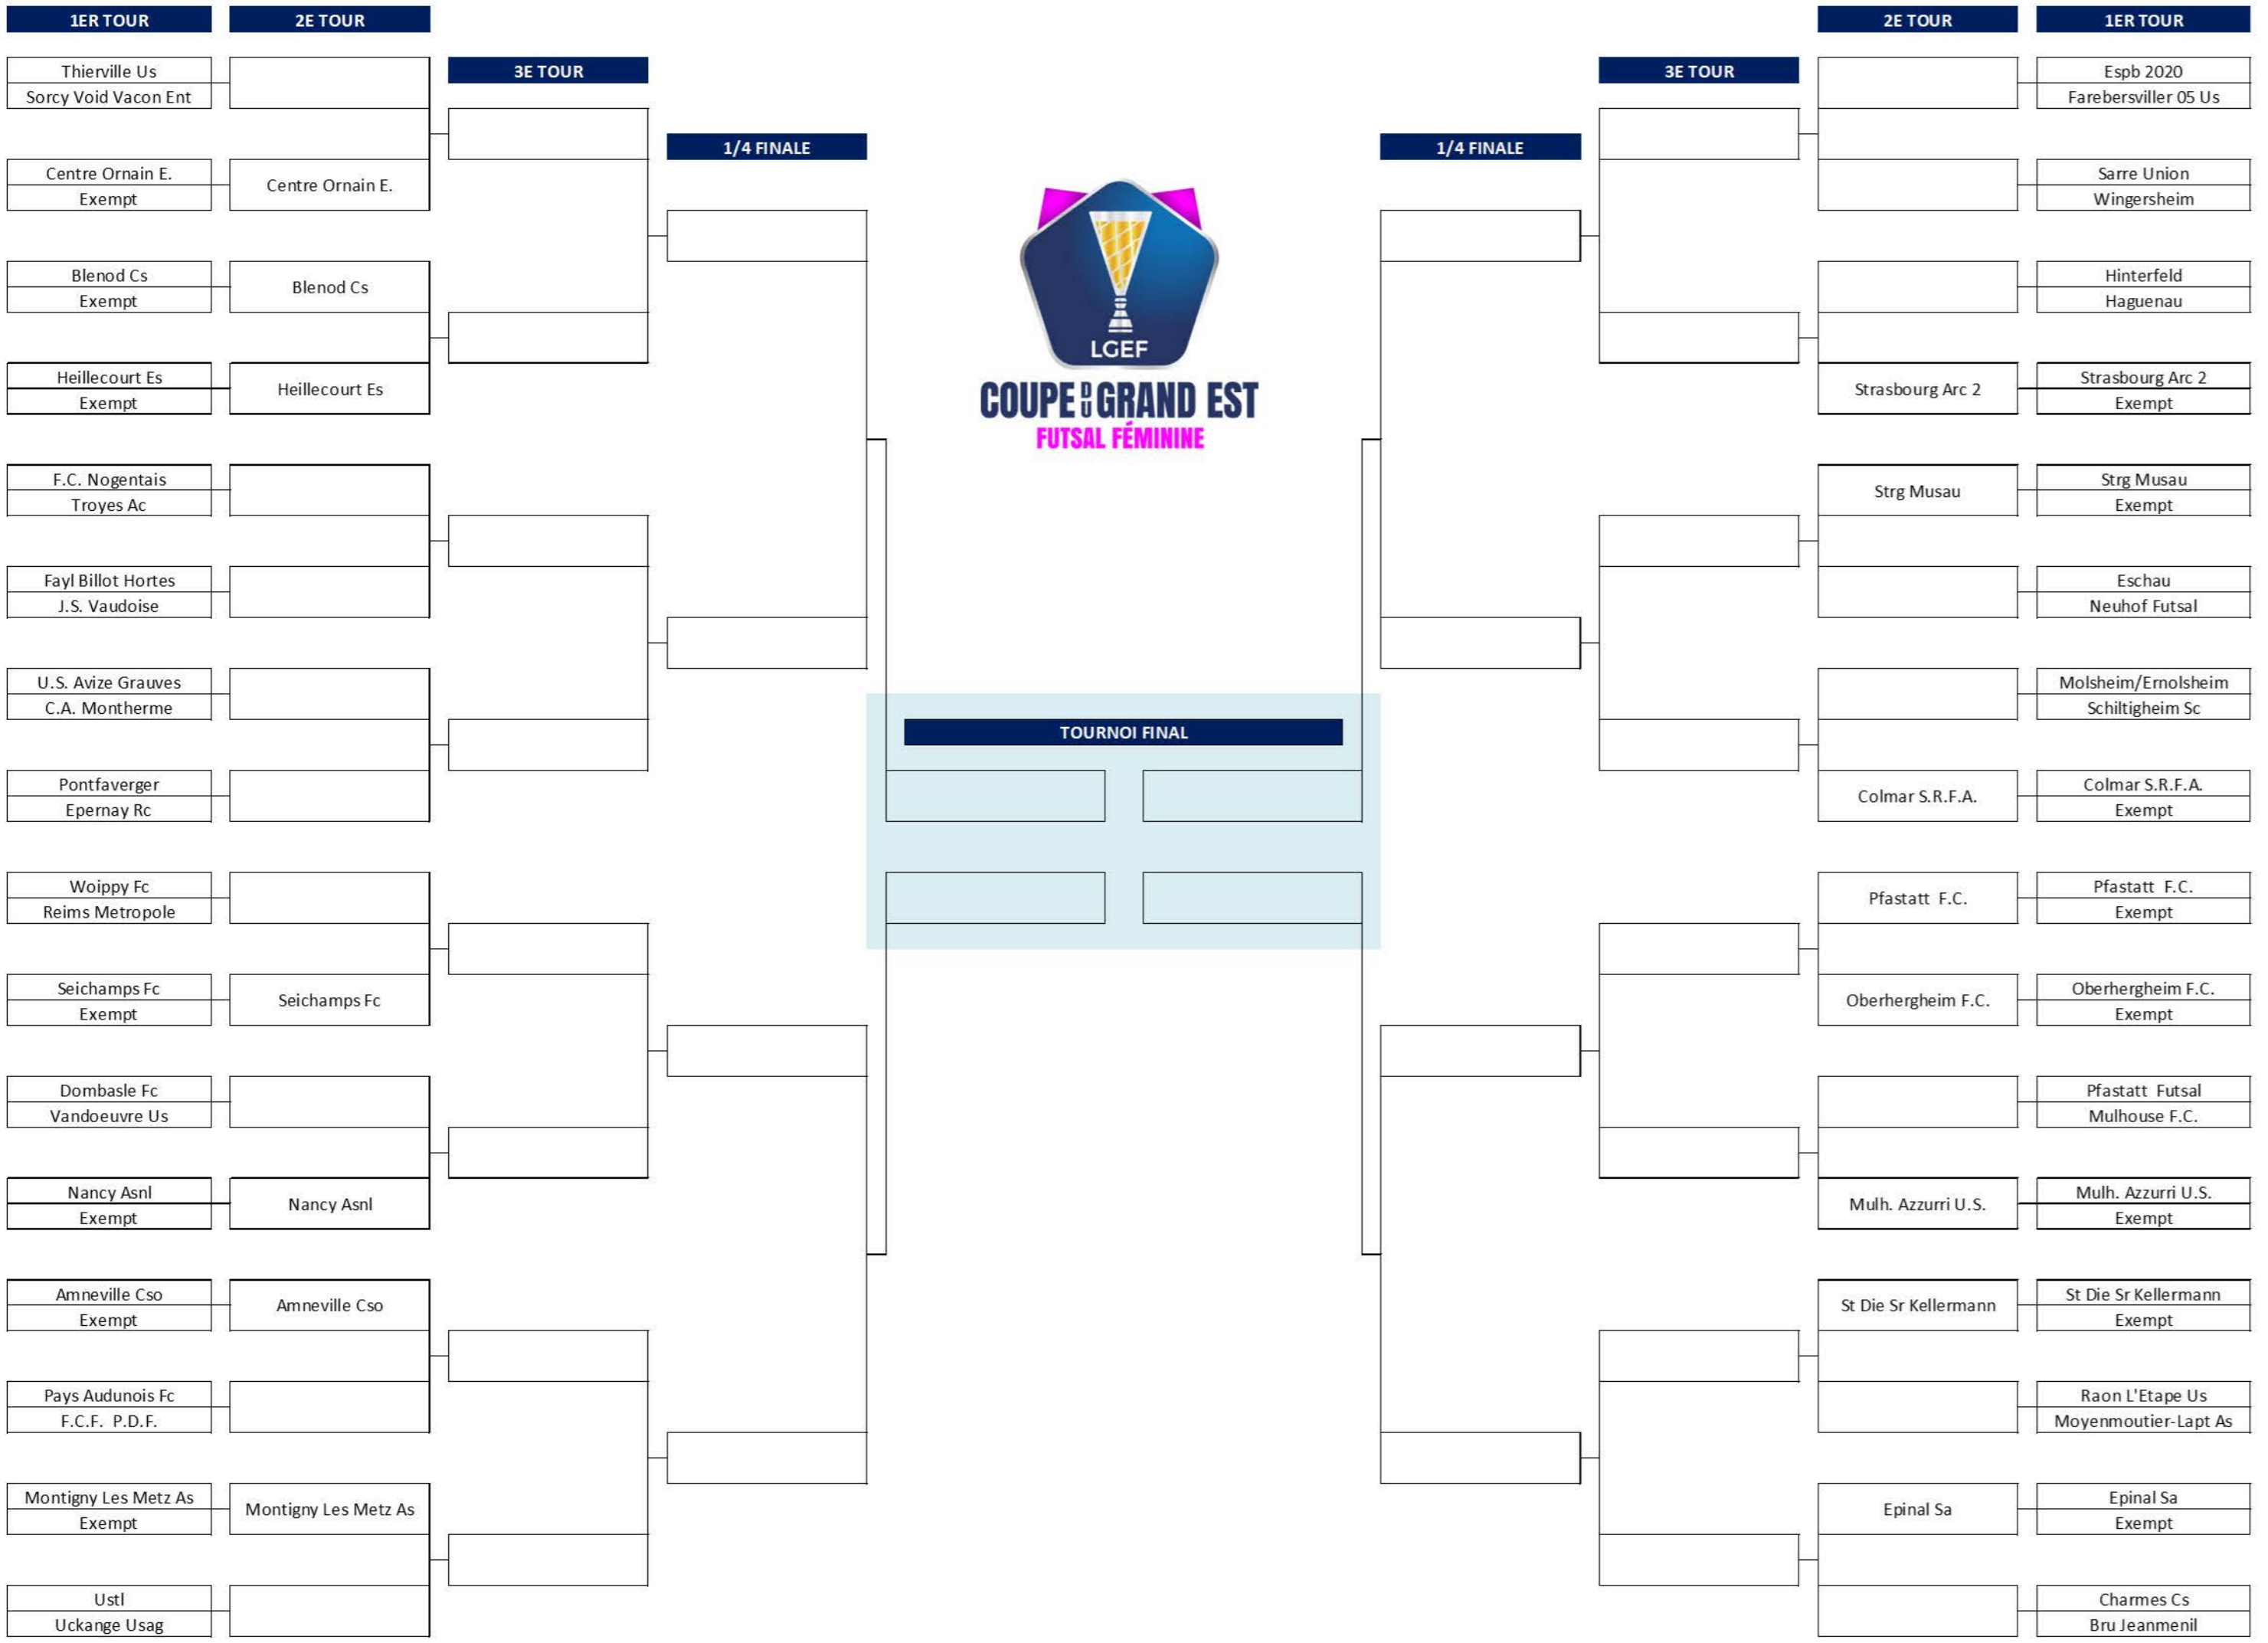 1ER TOUR
2E TOUR
3E TOUR
1/4 FINALE
Thierville Us
Sorcy Void Vacon Ent
Centre Ornain E.
Exempt
Centre Ornain E.
Blenod Cs
Exempt
Blenod Cs
Heillecourt Es
Exempt
Heillecourt Es
F.C. Nogentais
Troyes Ac
Fayl Billot Hortes
J.S. Vaudoise
U.S. Avize Grauves
C.A. Montherme
Pontfaverger
Epernay Rc
Woippy Fc
Reims Metropole
Seichamps Fc
Exempt
Seichamps Fc
Dombasle Fc
Vandoeuvre Us
Nancy Asnl
Exempt
Nancy Asnl
Amneville Cso
Exempt
Amneville Cso
Pays Audunois Fc
F.C.F. P.D.F.
Montigny Les Metz As
Exempt
Montigny Les Metz As
Ustl
Uckange Usag
LGEF
COUPE DU GRAND EST
FUTSAL FÉMININE
TOURNOI FINAL
1/4 FINALE
3E TOUR
2E TOUR
1ER TOUR
Espb 2020
Farebersviller 05 Us
Sarre Union
Wingersheim
Hinterfeld
Haguenau
Strasbourg Arc 2
Strasbourg Arc 2
Exempt
Strg Musau
Strg Musau
Exempt
Eschau
Neuhof Futsal
Molsheim/Ernolsheim
Schiltigheim Sc
Colmar S.R.F.A.
Colmar S.R.F.A.
Exempt
Pfastatt F.C.
Pfastatt F.C.
Exempt
Oberhergheim F.C.
Oberhergheim F.C.
Exempt
Pfastatt Futsal
Mulhouse F.C.
Mulh. Azzurri U.S.
Mulh. Azzurri U.S.
Exempt
St Die Sr Kellermann
St Die Sr Kellermann
Exempt
Raon L'Etape Us
Moyenmoutier-Lapt As
Epinal Sa
Epinal Sa
Exempt
Charmes Cs
Bru Jeanmenil